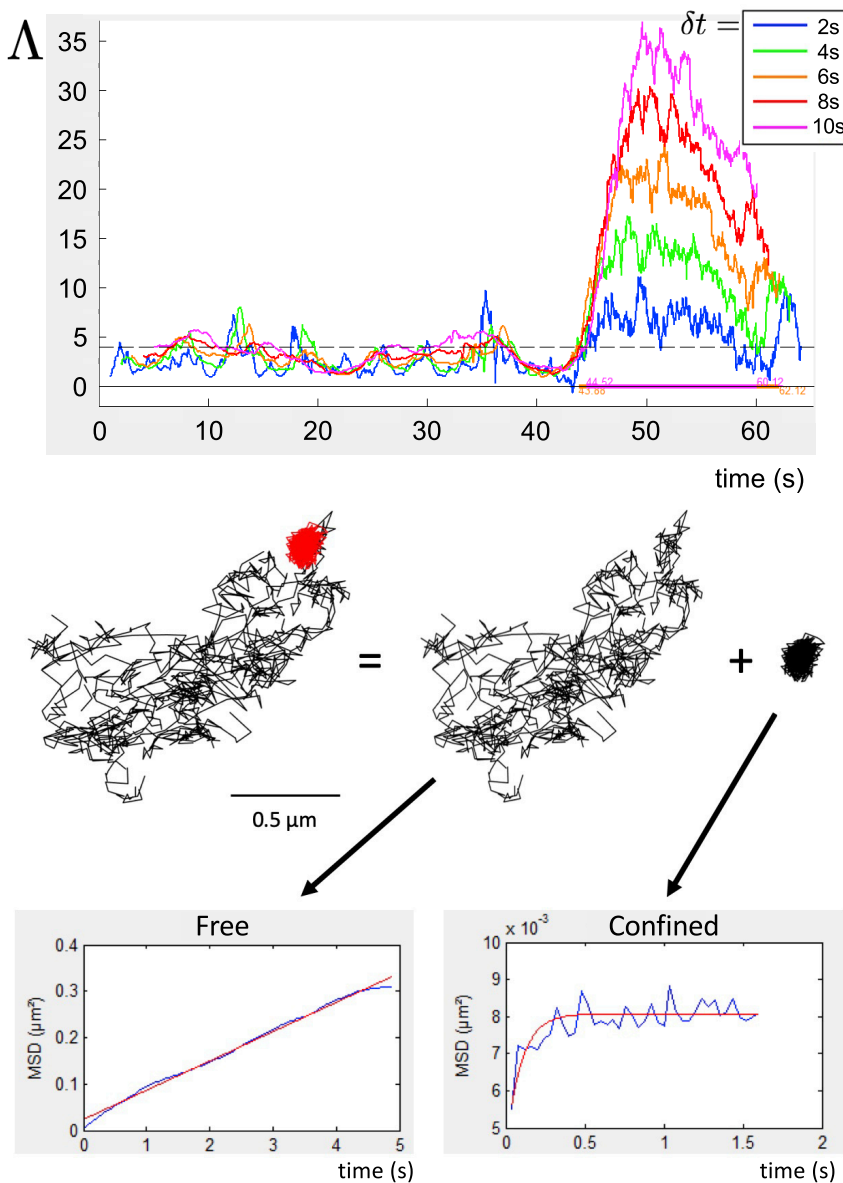 Λ
δt =
2s
4s
6s
8s
10s
35
30
25
20
15
10
5
0
44.52
60.12
43.88
62.12
0 10 20 30 40 50 60
time (s)
= +
0.5 µm
Free
0.4
0.3
0.2
0.1
0
MSD (µm²)
0 1 2 3 4 5
time (s)
Confined
x 10⁻³
10
9
8
7
6
5
MSD (µm²)
0 0.5 1 1.5 2
time (s)